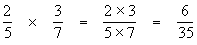 2/5 × 3/7 = 2 × 3/5 × 7 = 6/35